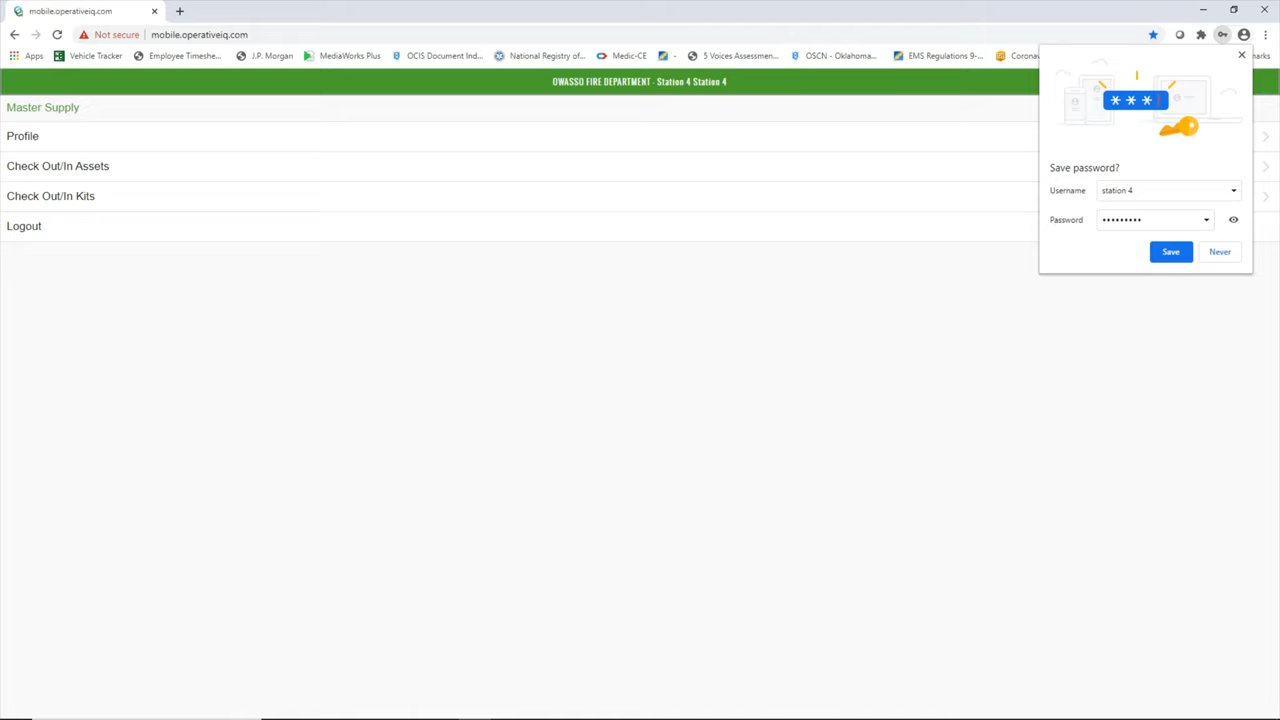 mobile.operativeiq.com
Not secure mobile.operativeiq.com
Apps Vehicle Tracker Employee Timeshe... J.P. Morgan MediaWorks Plus OCIS Document Ind... National Registry of... Medic-CE - 5 Voices Assessmen... OSCN - Oklahoma... EMS Regulations 9-... Coronav
OWASSO FIRE DEPARTMENT - Station 4 Station 4
Master Supply
Profile
Check Out/In Assets
Check Out/In Kits
Logout
* * *
Save password?
Username station 4
Password •••••••••
Save Never